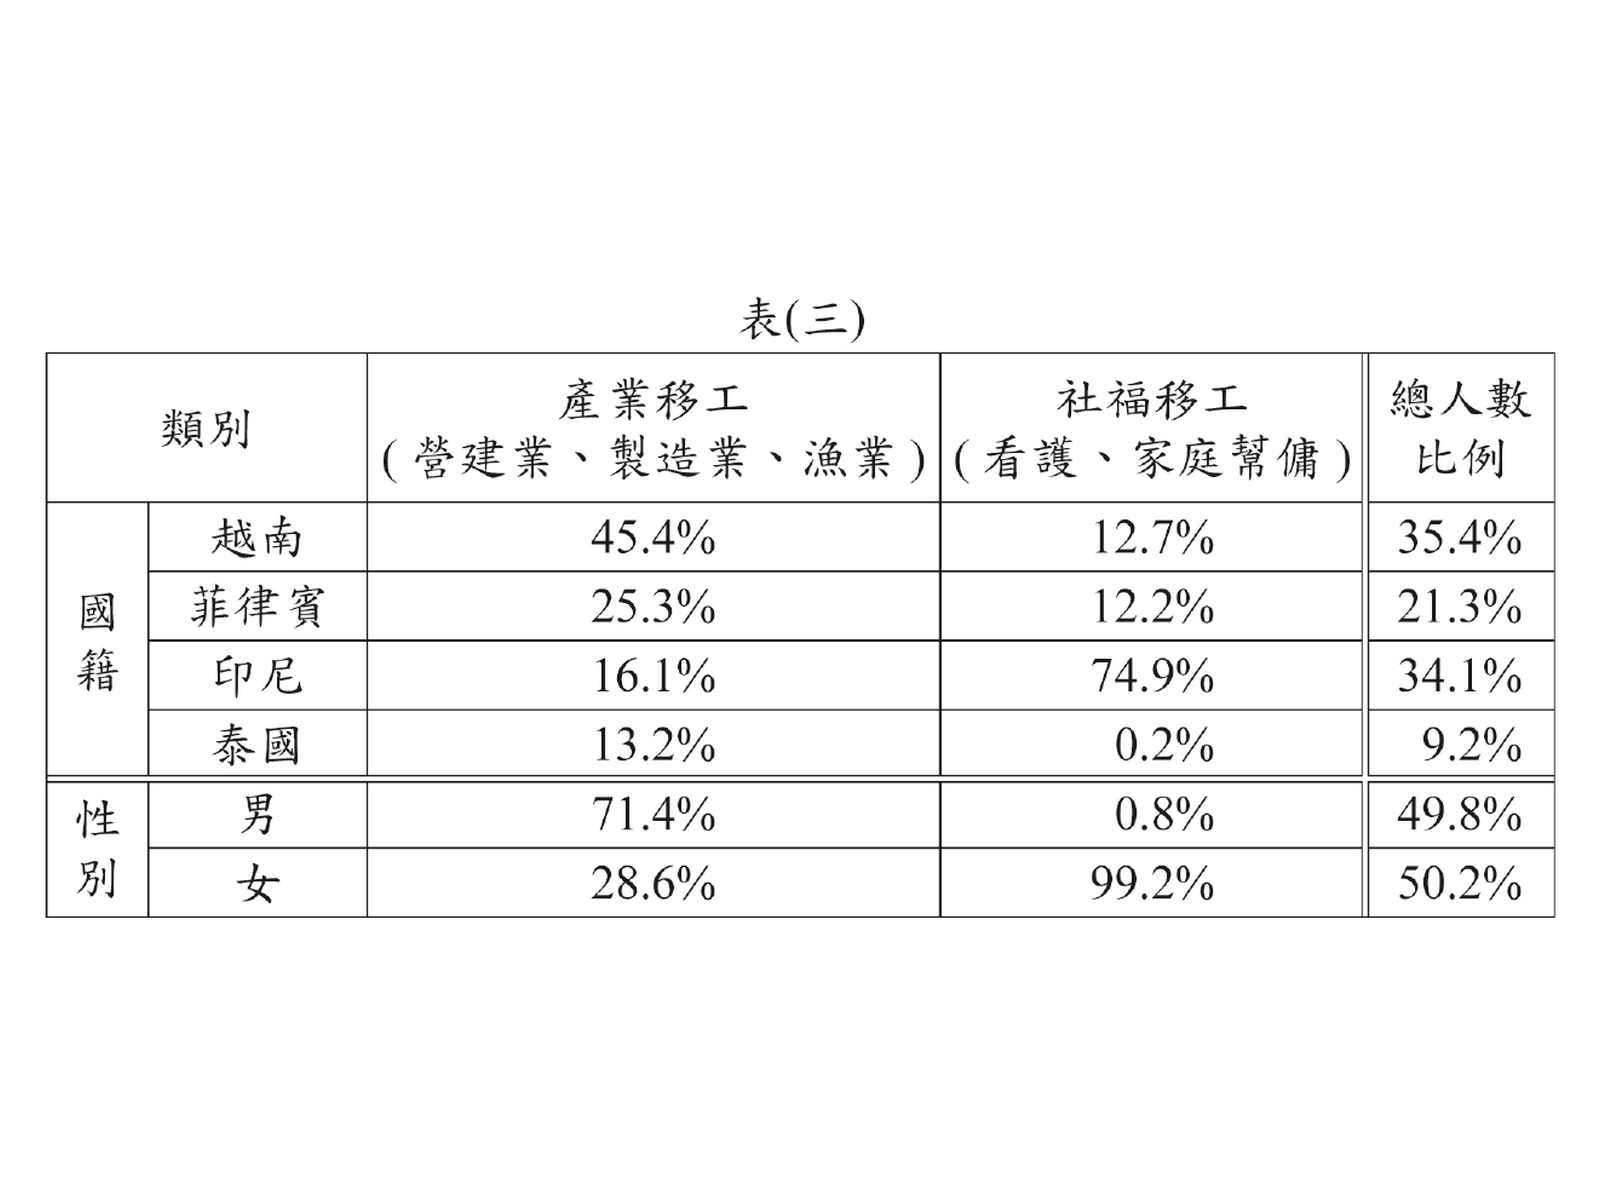 表(三)
類別 產業移工 社福移工 總人數
(營建業、製造業、漁業) (看護、家庭幫傭) 比例
國籍 越南 45.4% 12.7% 35.4%
菲律賓 25.3% 12.2% 21.3%
印尼 16.1% 74.9% 34.1%
泰國 13.2% 0.2% 9.2%
性別 男 71.4% 0.8% 49.8%
女 28.6% 99.2% 50.2%